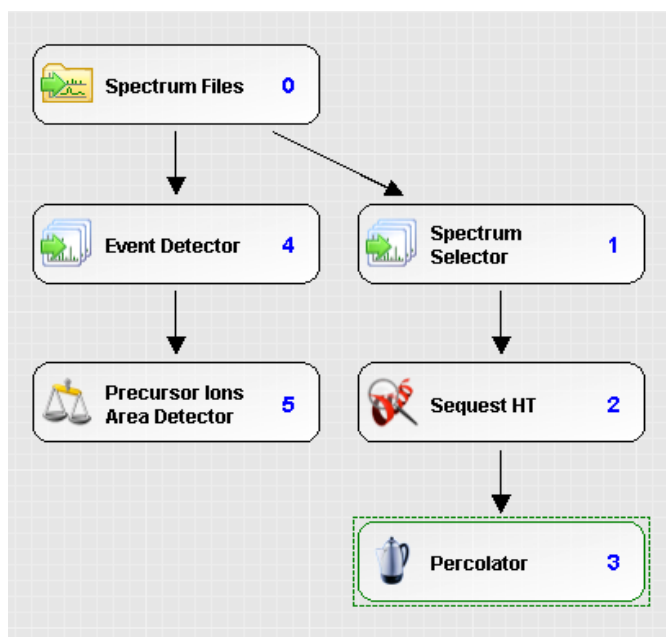 Spectrum Files 0
Event Detector 4
Spectrum
Selector 1
Precursor Ions
Area Detector 5
Sequest HT 2
Percolator 3